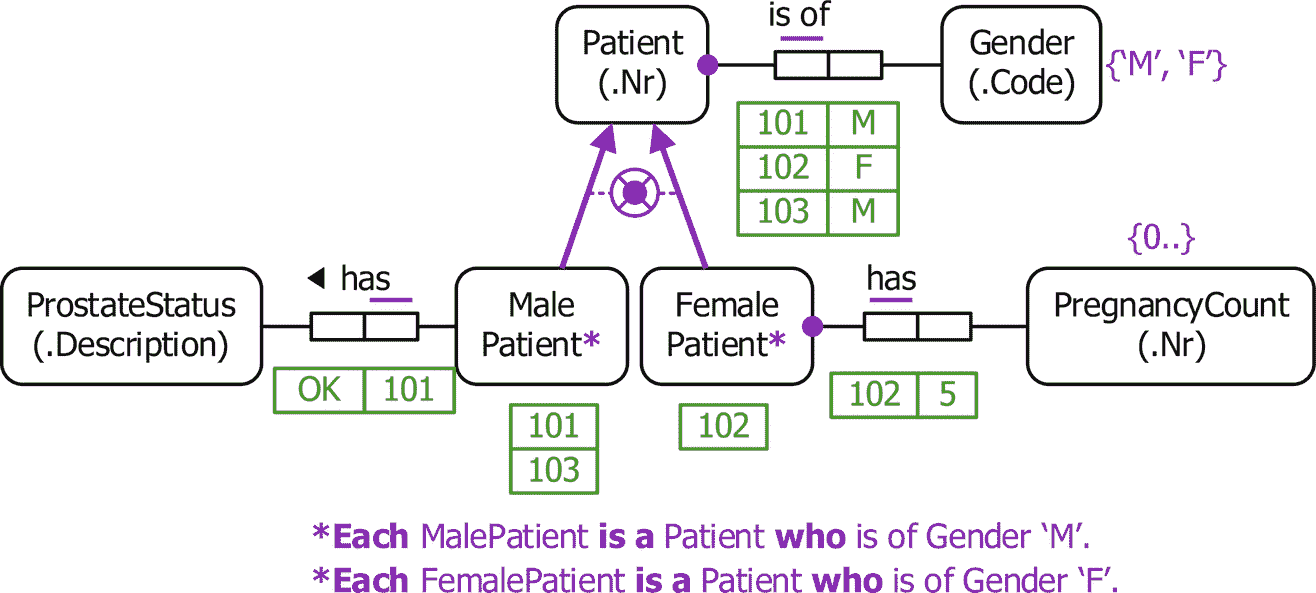 is of
Patient
(.Nr)
Gender
(.Code)
{‘M’, ‘F’}
101 M
102 F
103 M
{0..}
◄ has
has
ProstateStatus
(.Description)
Male
Patient*
Female
Patient*
PregnancyCount
(.Nr)
OK 101
102 5
101
103
102
*Each MalePatient is a Patient who is of Gender ‘M’.
*Each FemalePatient is a Patient who is of Gender ‘F’.